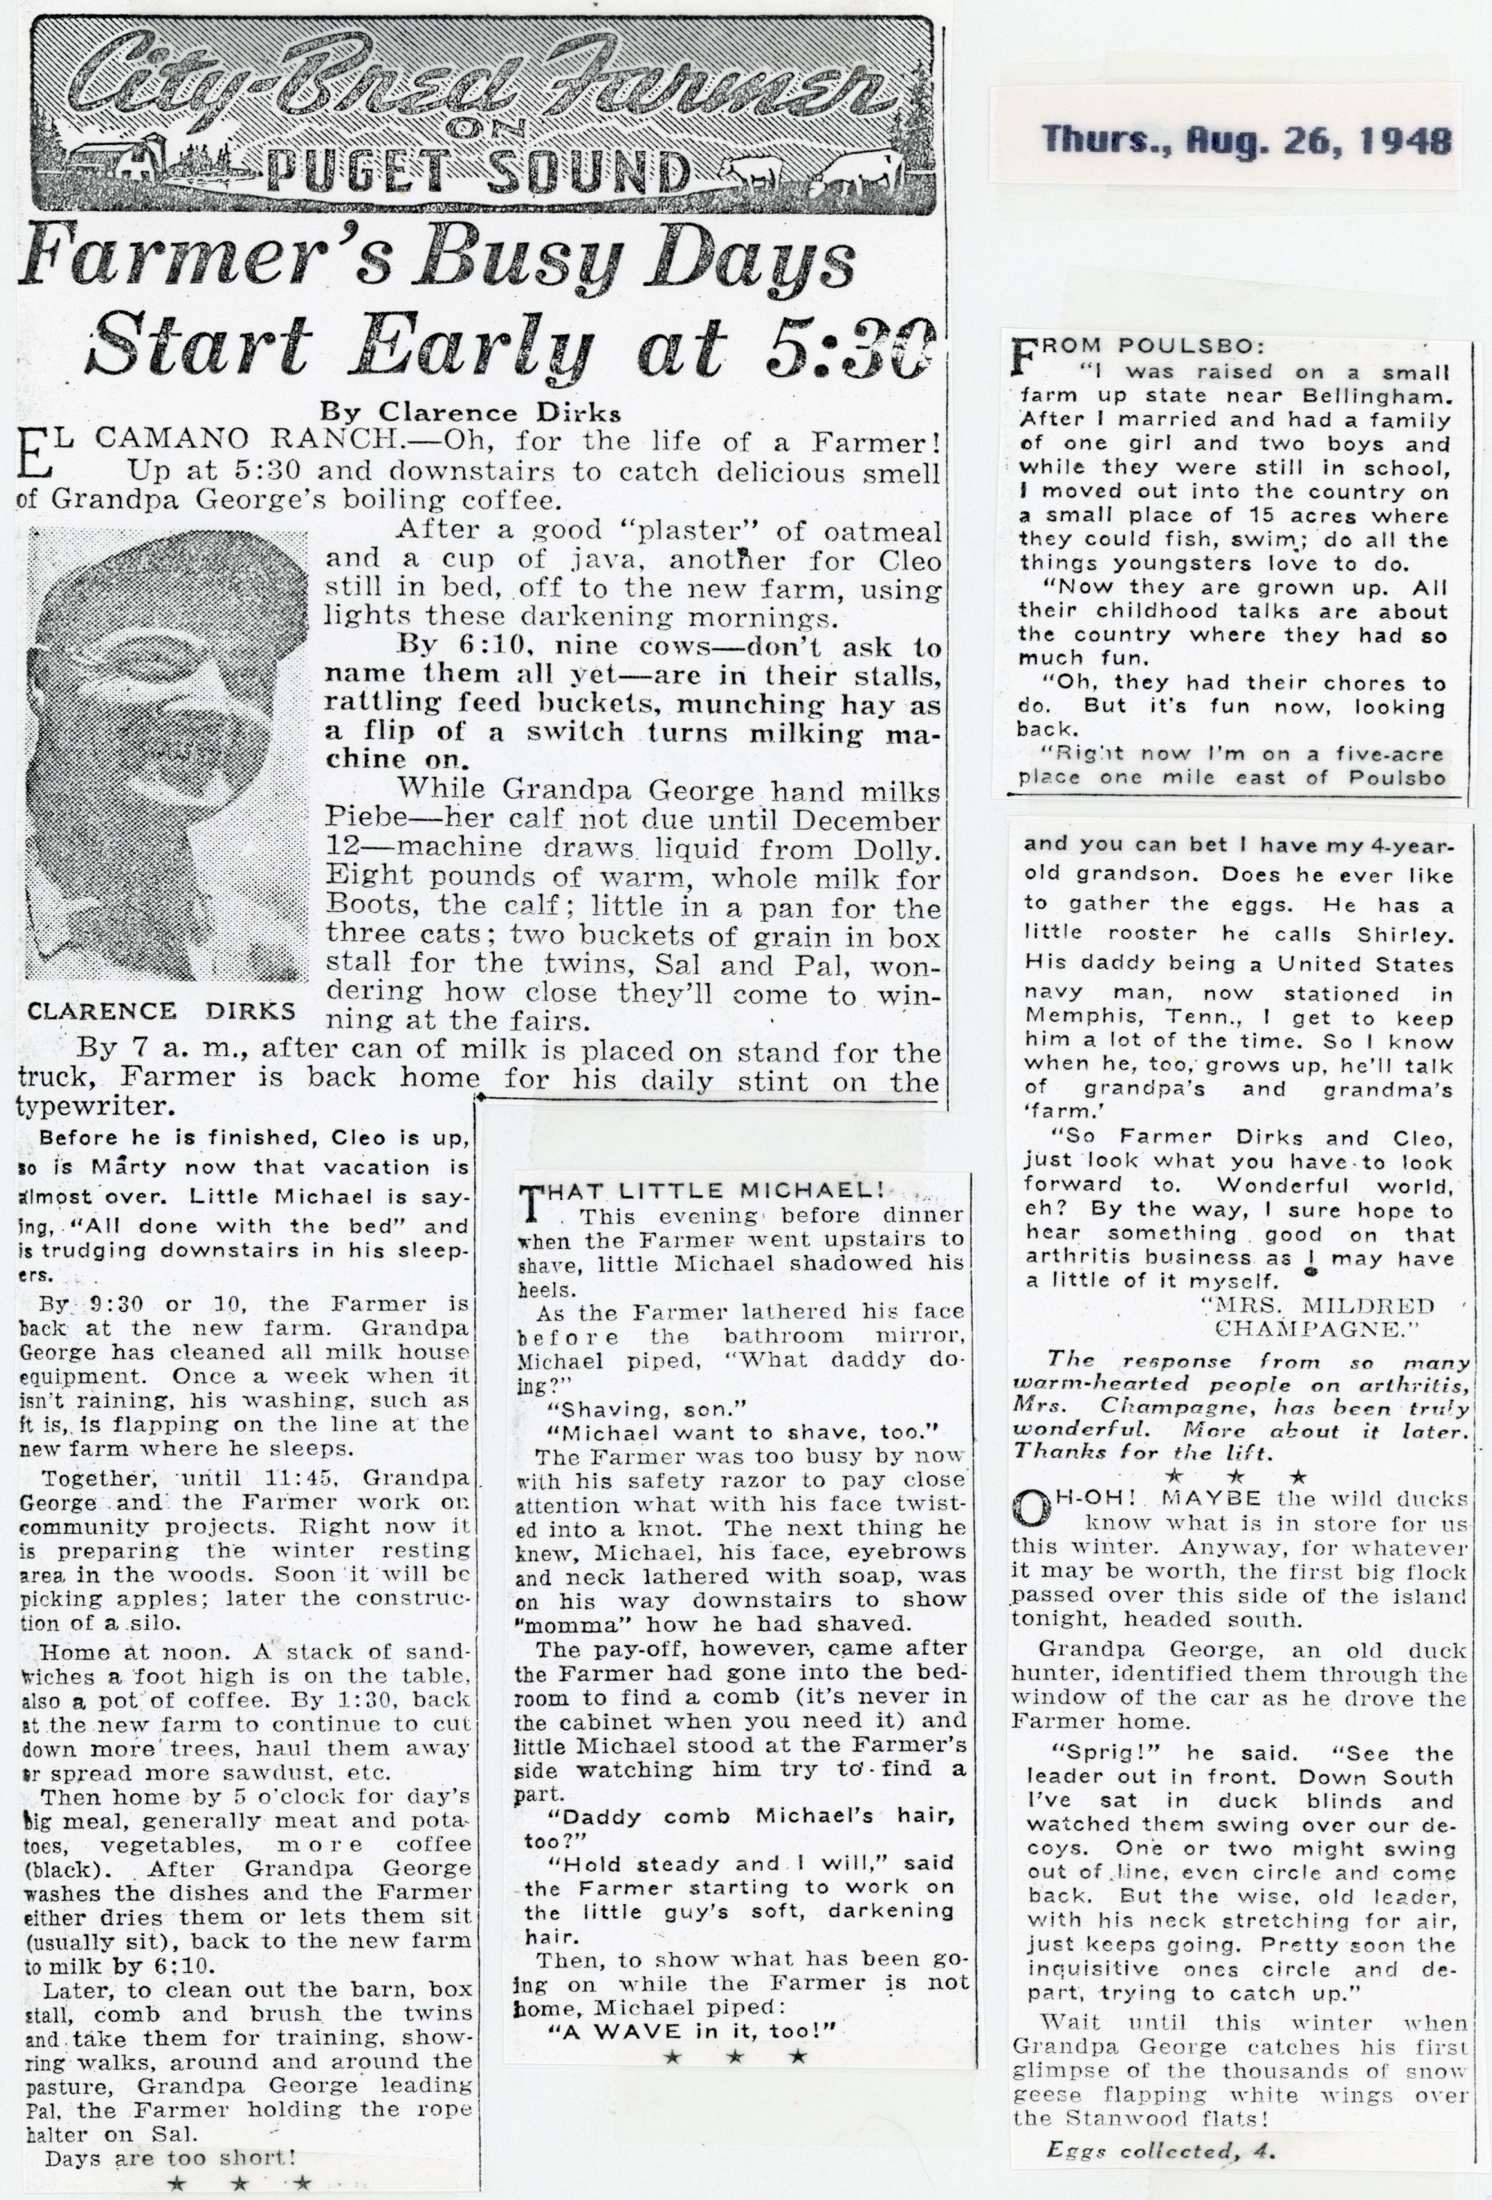 City-Bred Farmer
ON
PUGET SOUND
Thurs., Aug. 26, 1948
Farmer's Busy Days
Start Early at 5:30
By Clarence Dirks
EL CAMANO RANCH.—Oh, for the life of a Farmer!
Up at 5:30 and downstairs to catch delicious smell
of Grandpa George's boiling coffee.
After a good "plaster" of oatmeal
and a cup of java, another for Cleo
still in bed, off to the new farm, using
lights these darkening mornings.
By 6:10, nine cows—don't ask to
name them all yet—are in their stalls,
rattling feed buckets, munching hay as
a flip of a switch turns milking ma-
chine on.
While Grandpa George hand milks
Piebe—her calf not due until December
12—machine draws liquid from Dolly.
Eight pounds of warm, whole milk for
Boots, the calf; little in a pan for the
three cats; two buckets of grain in box
stall for the twins, Sal and Pal, won-
dering how close they'll come to win-
ning at the fairs.
CLARENCE DIRKS
By 7 a. m., after can of milk is placed on stand for the
truck, Farmer is back home for his daily stint on the
typewriter.
Before he is finished, Cleo is up,
so is Marty now that vacation is
almost over. Little Michael is say-
ing, "All done with the bed" and
is trudging downstairs in his sleep-
ers.
By 9:30 or 10, the Farmer is
back at the new farm. Grandpa
George has cleaned all milk house
equipment. Once a week when it
isn't raining, his washing, such as
it is, is flapping on the line at the
new farm where he sleeps.
Together, until 11:45, Grandpa
George and the Farmer work on
community projects. Right now it
is preparing the winter resting
area in the woods. Soon it will be
picking apples; later the construc-
tion of a silo.
Home at noon. A stack of sand-
wiches a foot high is on the table,
also a pot of coffee. By 1:30, back
at the new farm to continue to cut
down more trees, haul them away
or spread more sawdust, etc.
Then home by 5 o'clock for day's
big meal, generally meat and pota-
toes, vegetables, more coffee
(black). After Grandpa George
washes the dishes and the Farmer
either dries them or lets them sit
(usually sit), back to the new farm
to milk by 6:10.
Later, to clean out the barn, box
stall, comb and brush the twins
and take them for training, show-
ring walks, around and around the
pasture, Grandpa George leading
Pal, the Farmer holding the rope
halter on Sal.
Days are too short!
★ ★ ★
THAT LITTLE MICHAEL!
This evening before dinner
when the Farmer went upstairs to
shave, little Michael shadowed his
heels.
As the Farmer lathered his face
before the bathroom mirror,
Michael piped, "What daddy do-
ing?"
"Shaving, son."
"Michael want to shave, too."
The Farmer was too busy by now
with his safety razor to pay close
attention what with his face twist-
ed into a knot. The next thing he
knew, Michael, his face, eyebrows
and neck lathered with soap, was
on his way downstairs to show
"momma" how he had shaved.
The pay-off, however, came after
the Farmer had gone into the bed-
room to find a comb (it's never in
the cabinet when you need it) and
little Michael stood at the Farmer's
side watching him try to find a
part.
"Daddy comb Michael's hair,
too?"
"Hold steady and I will," said
the Farmer starting to work on
the little guy's soft, darkening
hair.
Then, to show what has been go-
ing on while the Farmer is not
home, Michael piped:
"A WAVE in it, too!"
★ ★ ★
FROM POULSBO:
"I was raised on a small
farm up state near Bellingham.
After I married and had a family
of one girl and two boys and
while they were still in school,
I moved out into the country on
a small place of 15 acres where
they could fish, swim; do all the
things youngsters love to do.
"Now they are grown up. All
their childhood talks are about
the country where they had so
much fun.
"Oh, they had their chores to
do. But it's fun now, looking
back.
"Right now I'm on a five-acre
place one mile east of Poulsbo
and you can bet I have my 4-year-
old grandson. Does he ever like
to gather the eggs. He has a
little rooster he calls Shirley.
His daddy being a United States
navy man, now stationed in
Memphis, Tenn., I get to keep
him a lot of the time. So I know
when he, too, grows up, he'll talk
of grandpa's and grandma's
'farm.'
"So Farmer Dirks and Cleo,
just look what you have to look
forward to. Wonderful world,
eh? By the way, I sure hope to
hear something good on that
arthritis business as I may have
a little of it myself.
"MRS. MILDRED
CHAMPAGNE."
The response from so many
warm-hearted people on arthritis,
Mrs. Champagne, has been truly
wonderful. More about it later.
Thanks for the lift.
★ ★ ★
OH-OH! MAYBE the wild ducks
know what is in store for us
this winter. Anyway, for whatever
it may be worth, the first big flock
passed over this side of the island
tonight, headed south.
Grandpa George, an old duck
hunter, identified them through the
window of the car as he drove the
Farmer home.
"Sprig!" he said. "See the
leader out in front. Down South
I've sat in duck blinds and
watched them swing over our de-
coys. One or two might swing
out of line, even circle and come
back. But the wise, old leader,
with his neck stretching for air,
just keeps going. Pretty soon the
inquisitive ones circle and de-
part, trying to catch up."
Wait until this winter when
Grandpa George catches his first
glimpse of the thousands of snow
geese flapping white wings over
the Stanwood flats!
Eggs collected, 4.